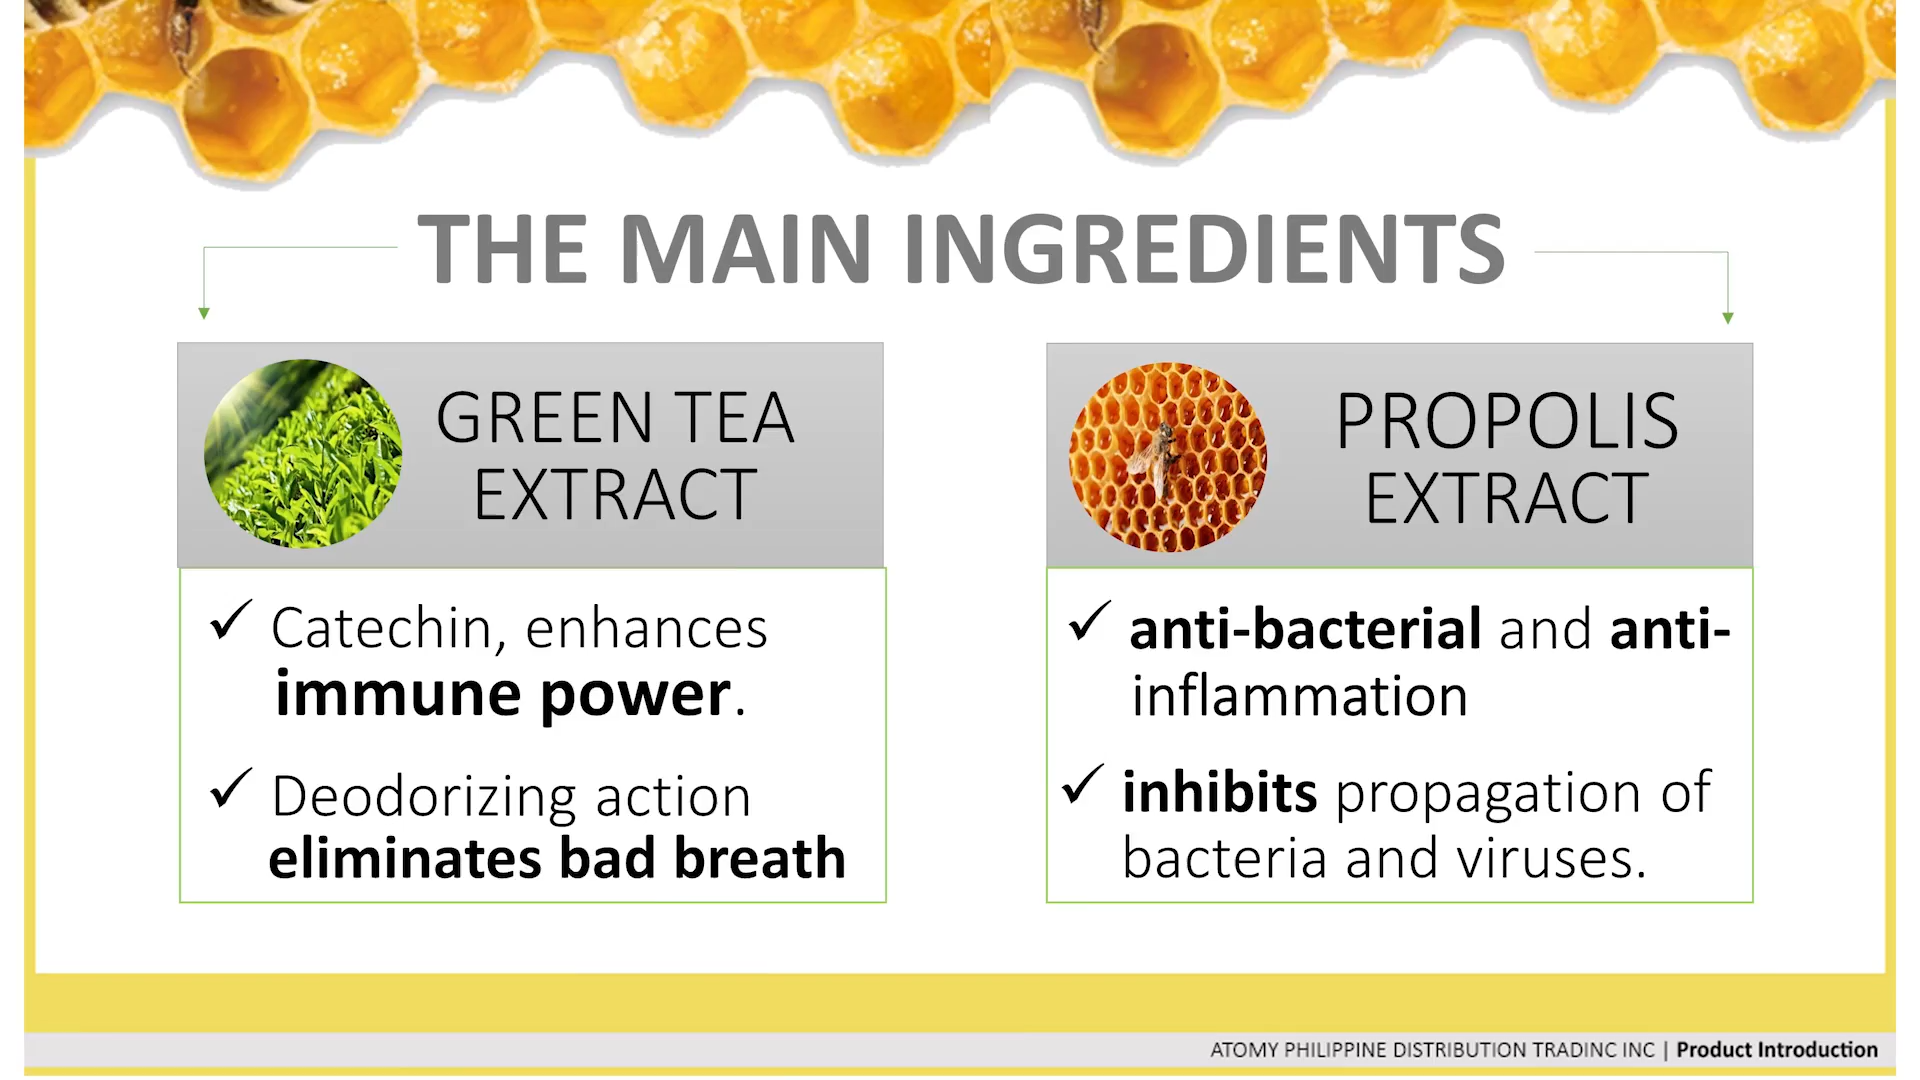 THE MAIN INGREDIENTS
GREEN TEA
EXTRACT
✓ Catechin, enhances
immune power.
✓ Deodorizing action
eliminates bad breath
PROPOLIS
EXTRACT
✓ anti-bacterial and anti-
inflammation
✓ inhibits propagation of
bacteria and viruses.
ATOMY PHILIPPINE DISTRIBUTION TRADINC INC | Product Introduction